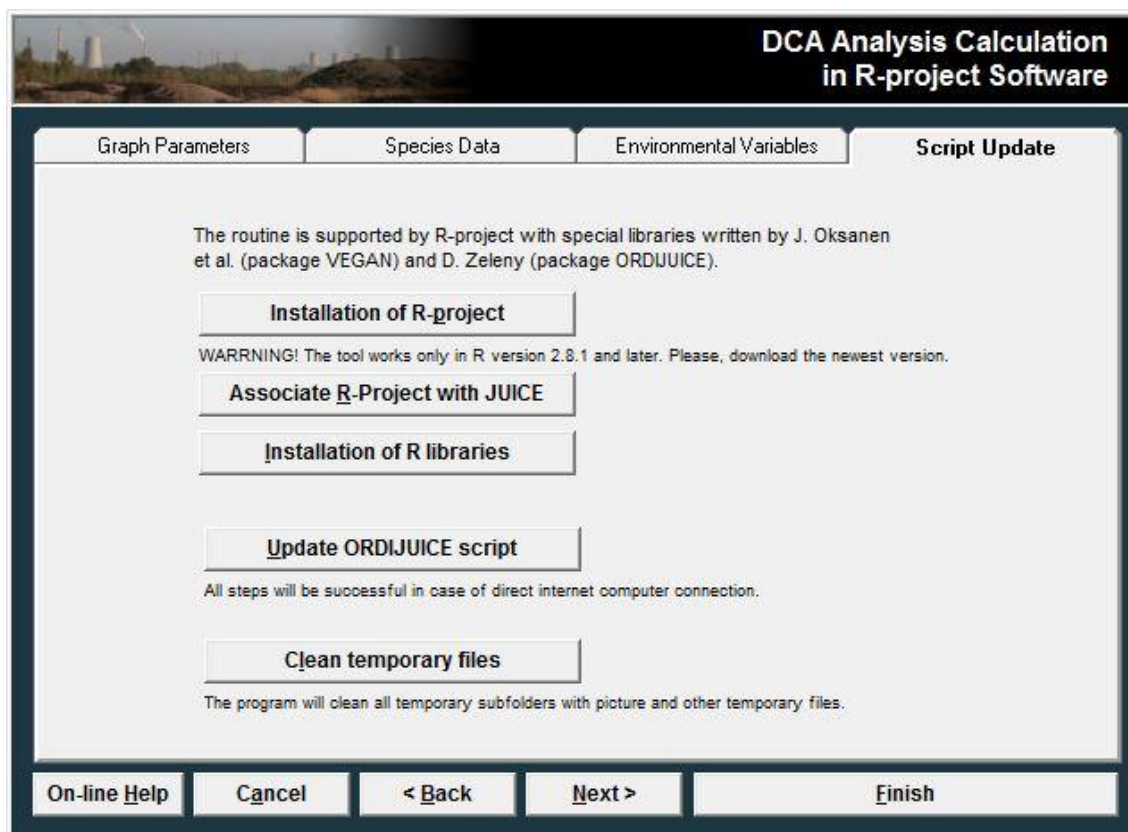 DCA Analysis Calculation
in R-project Software
Graph Parameters
Species Data
Environmental Variables
Script Update
The routine is supported by R-project with special libraries written by J. Oksanen
et al. (package VEGAN) and D. Zeleny (package ORDIJUICE).
Installation of R-project
WARRNING! The tool works only in R version 2.8.1 and later. Please, download the newest version.
Associate R-Project with JUICE
Installation of R libraries
Update ORDIJUICE script
All steps will be successful in case of direct internet computer connection.
Clean temporary files
The program will clean all temporary subfolders with picture and other temporary files.
On-line Help
Cancel
< Back
Next >
Finish